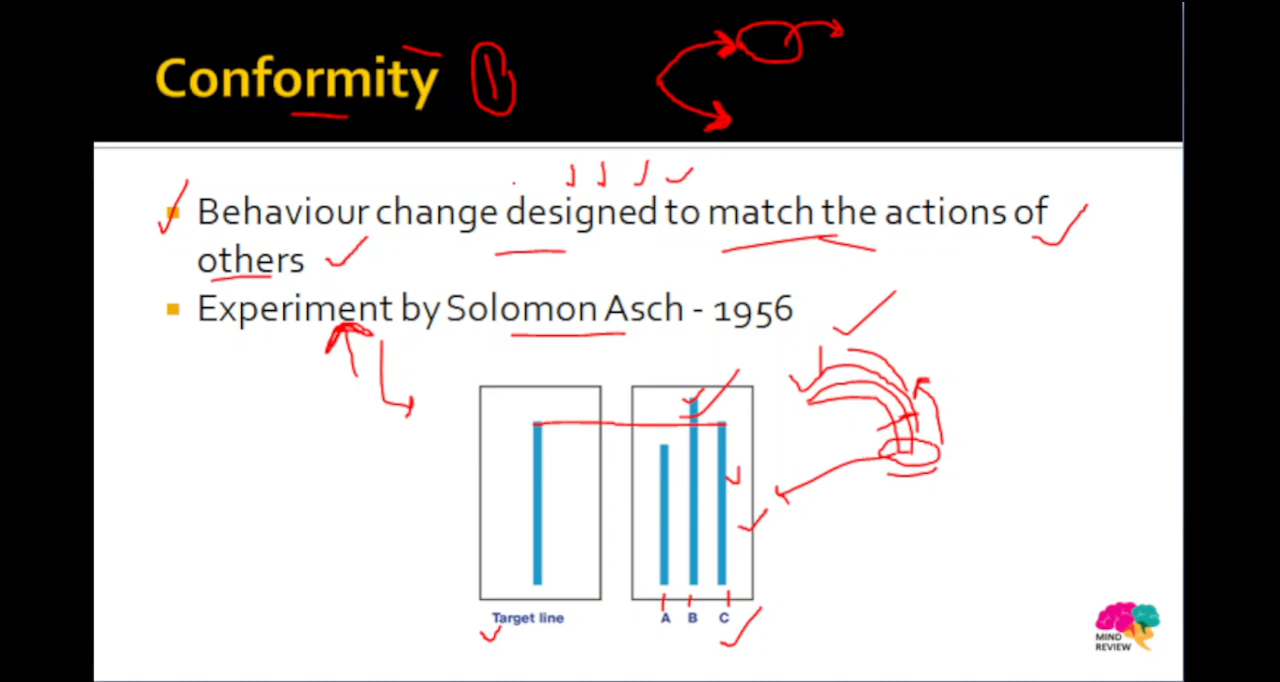 Conformity
Behaviour change designed to match the actions of
others
Experiment by Solomon Asch - 1956
Target line
A B C
MIND
REVIEW